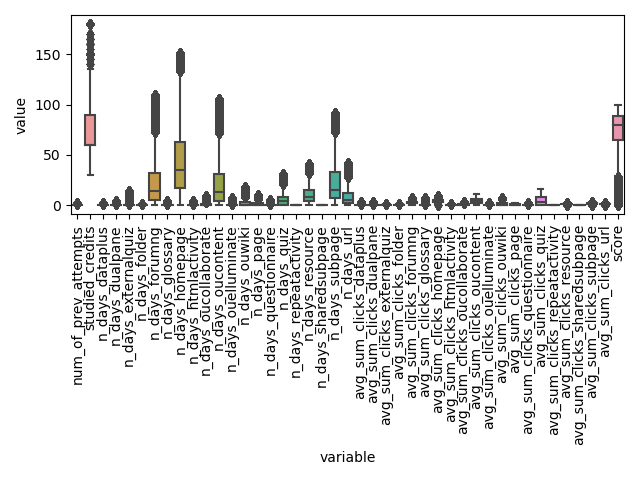 150
100
50
0
value
num_of_prev_attempts
studied_credits
n_days_dataplus
n_days_dualpane
n_days_externalquiz
n_days_folder
n_days_forumng
n_days_glossary
n_days_homepage
n_days_htmlactivity
n_days_oucollaborate
n_days_oucontent
n_days_ouelluminate
n_days_ouwiki
n_days_page
n_days_questionnaire
n_days_quiz
n_days_repeatactivity
n_days_resource
n_days_sharedsubpage
n_days_subpage
n_days_url
avg_sum_clicks_dataplus
avg_sum_clicks_dualpane
avg_sum_clicks_externalquiz
avg_sum_clicks_folder
avg_sum_clicks_forumng
avg_sum_clicks_glossary
avg_sum_clicks_homepage
avg_sum_clicks_htmlactivity
avg_sum_clicks_oucollaborate
avg_sum_clicks_oucontent
avg_sum_clicks_ouelluminate
avg_sum_clicks_ouwiki
avg_sum_clicks_page
avg_sum_clicks_questionnaire
avg_sum_clicks_quiz
avg_sum_clicks_repeatactivity
avg_sum_clicks_resource
avg_sum_clicks_sharedsubpage
avg_sum_clicks_subpage
avg_sum_clicks_url
score
variable